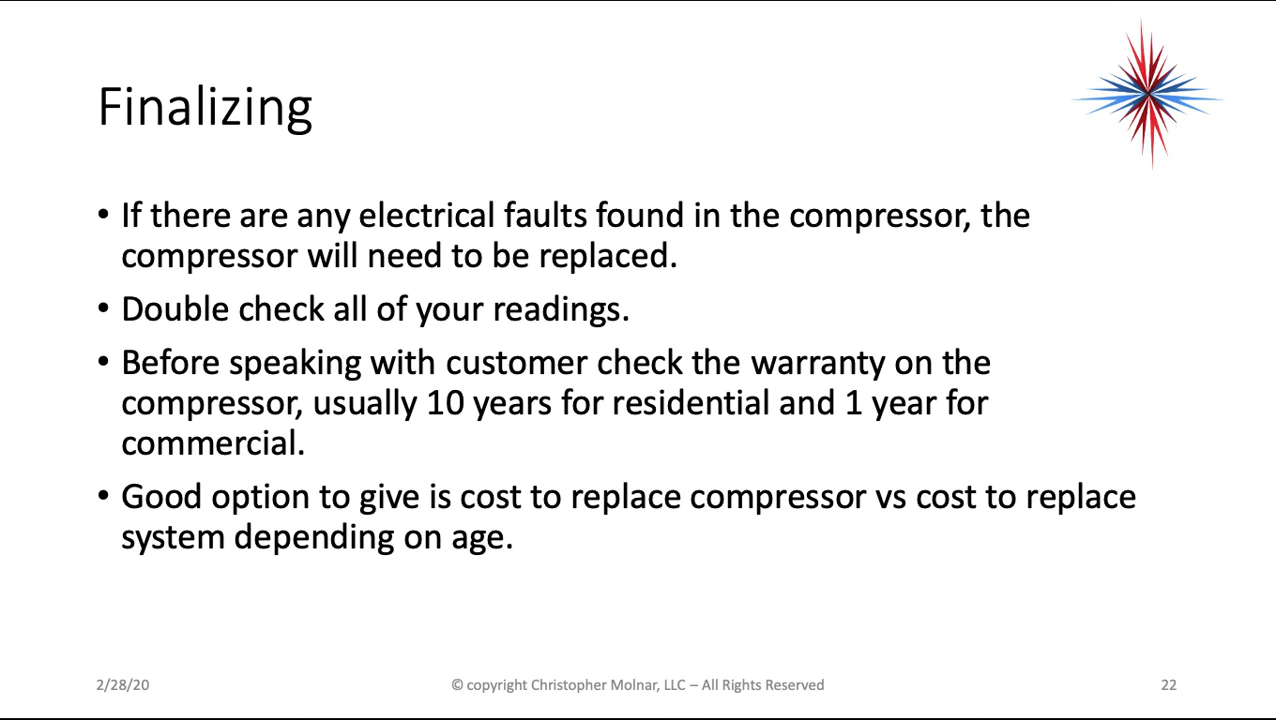 Finalizing
• If there are any electrical faults found in the compressor, the
compressor will need to be replaced.
• Double check all of your readings.
• Before speaking with customer check the warranty on the
compressor, usually 10 years for residential and 1 year for
commercial.
• Good option to give is cost to replace compressor vs cost to replace
system depending on age.
2/28/20
© copyright Christopher Molnar, LLC – All Rights Reserved
22